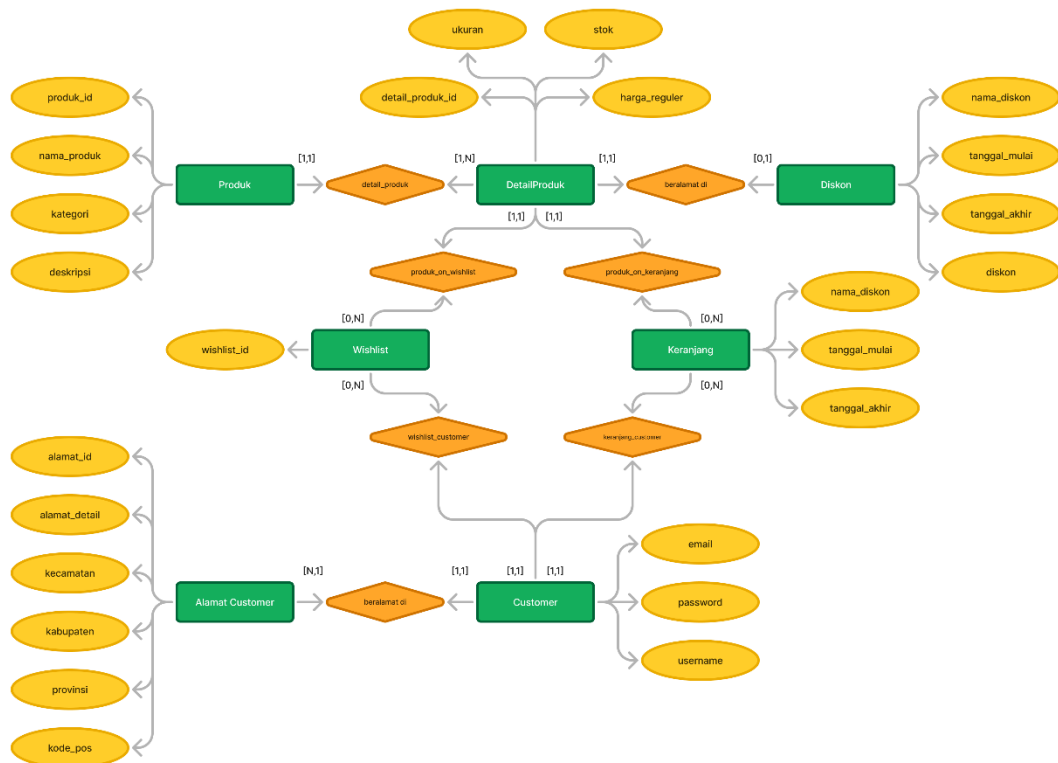 ukuran
stok
produk_id
detail_produk_id
harga_reguler
nama_diskon
nama_produk
tanggal_mulai
[1,1]
[1,N]
[1,1]
[0,1]
Produk
detail_produk
DetailProduk
beralamat di
Diskon
kategori
tanggal_akhir
[1,1]
[1,1]
deskripsi
produk_on_wishlist
produk_on_keranjang
diskon
nama_diskon
[0,N]
[0,N]
wishlist_id
Wishlist
Keranjang
tanggal_mulai
[0,N]
[0,N]
tanggal_akhir
wishlist_customer
keranjang_customer
alamat_id
alamat_detail
email
kecamatan
[N,1]
[1,1]
[1,1]
[1,1]
Alamat Customer
beralamat di
Customer
password
kabupaten
username
provinsi
kode_pos